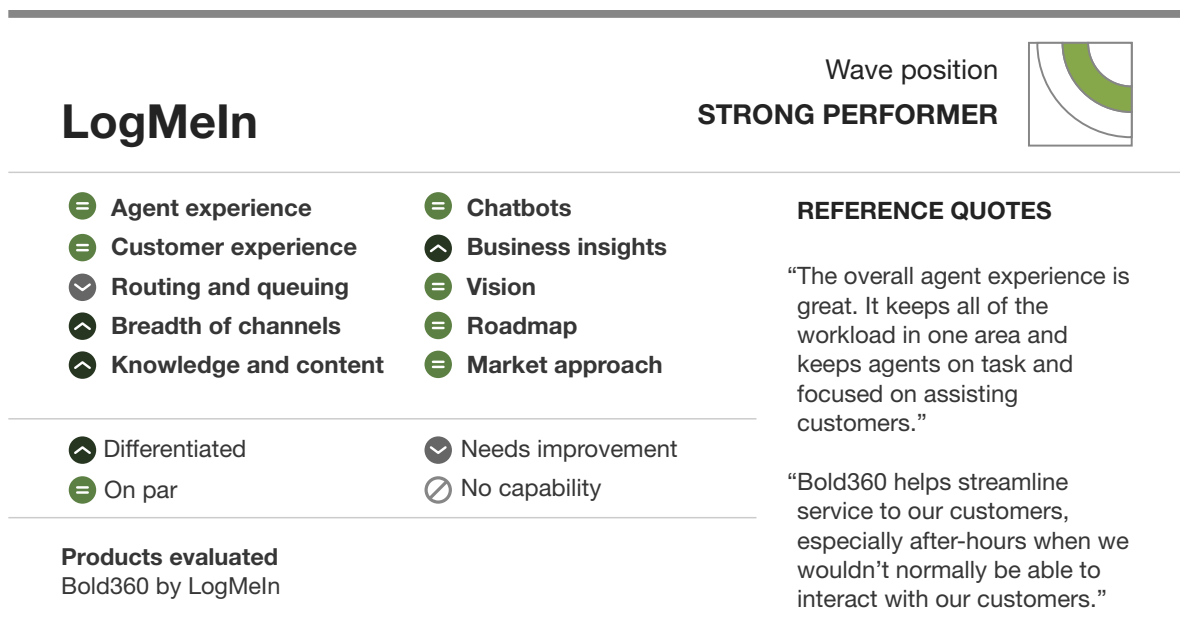 LogMeIn
Wave position
STRONG PERFORMER
Agent experience
Customer experience
Routing and queuing
Breadth of channels
Knowledge and content
Chatbots
Business insights
Vision
Roadmap
Market approach
Differentiated
On par
Needs improvement
No capability
Products evaluated
Bold360 by LogMeIn
REFERENCE QUOTES
“The overall agent experience is
great. It keeps all of the
workload in one area and
keeps agents on task and
focused on assisting
customers.”
“Bold360 helps streamline
service to our customers,
especially after-hours when we
wouldn’t normally be able to
interact with our customers.”